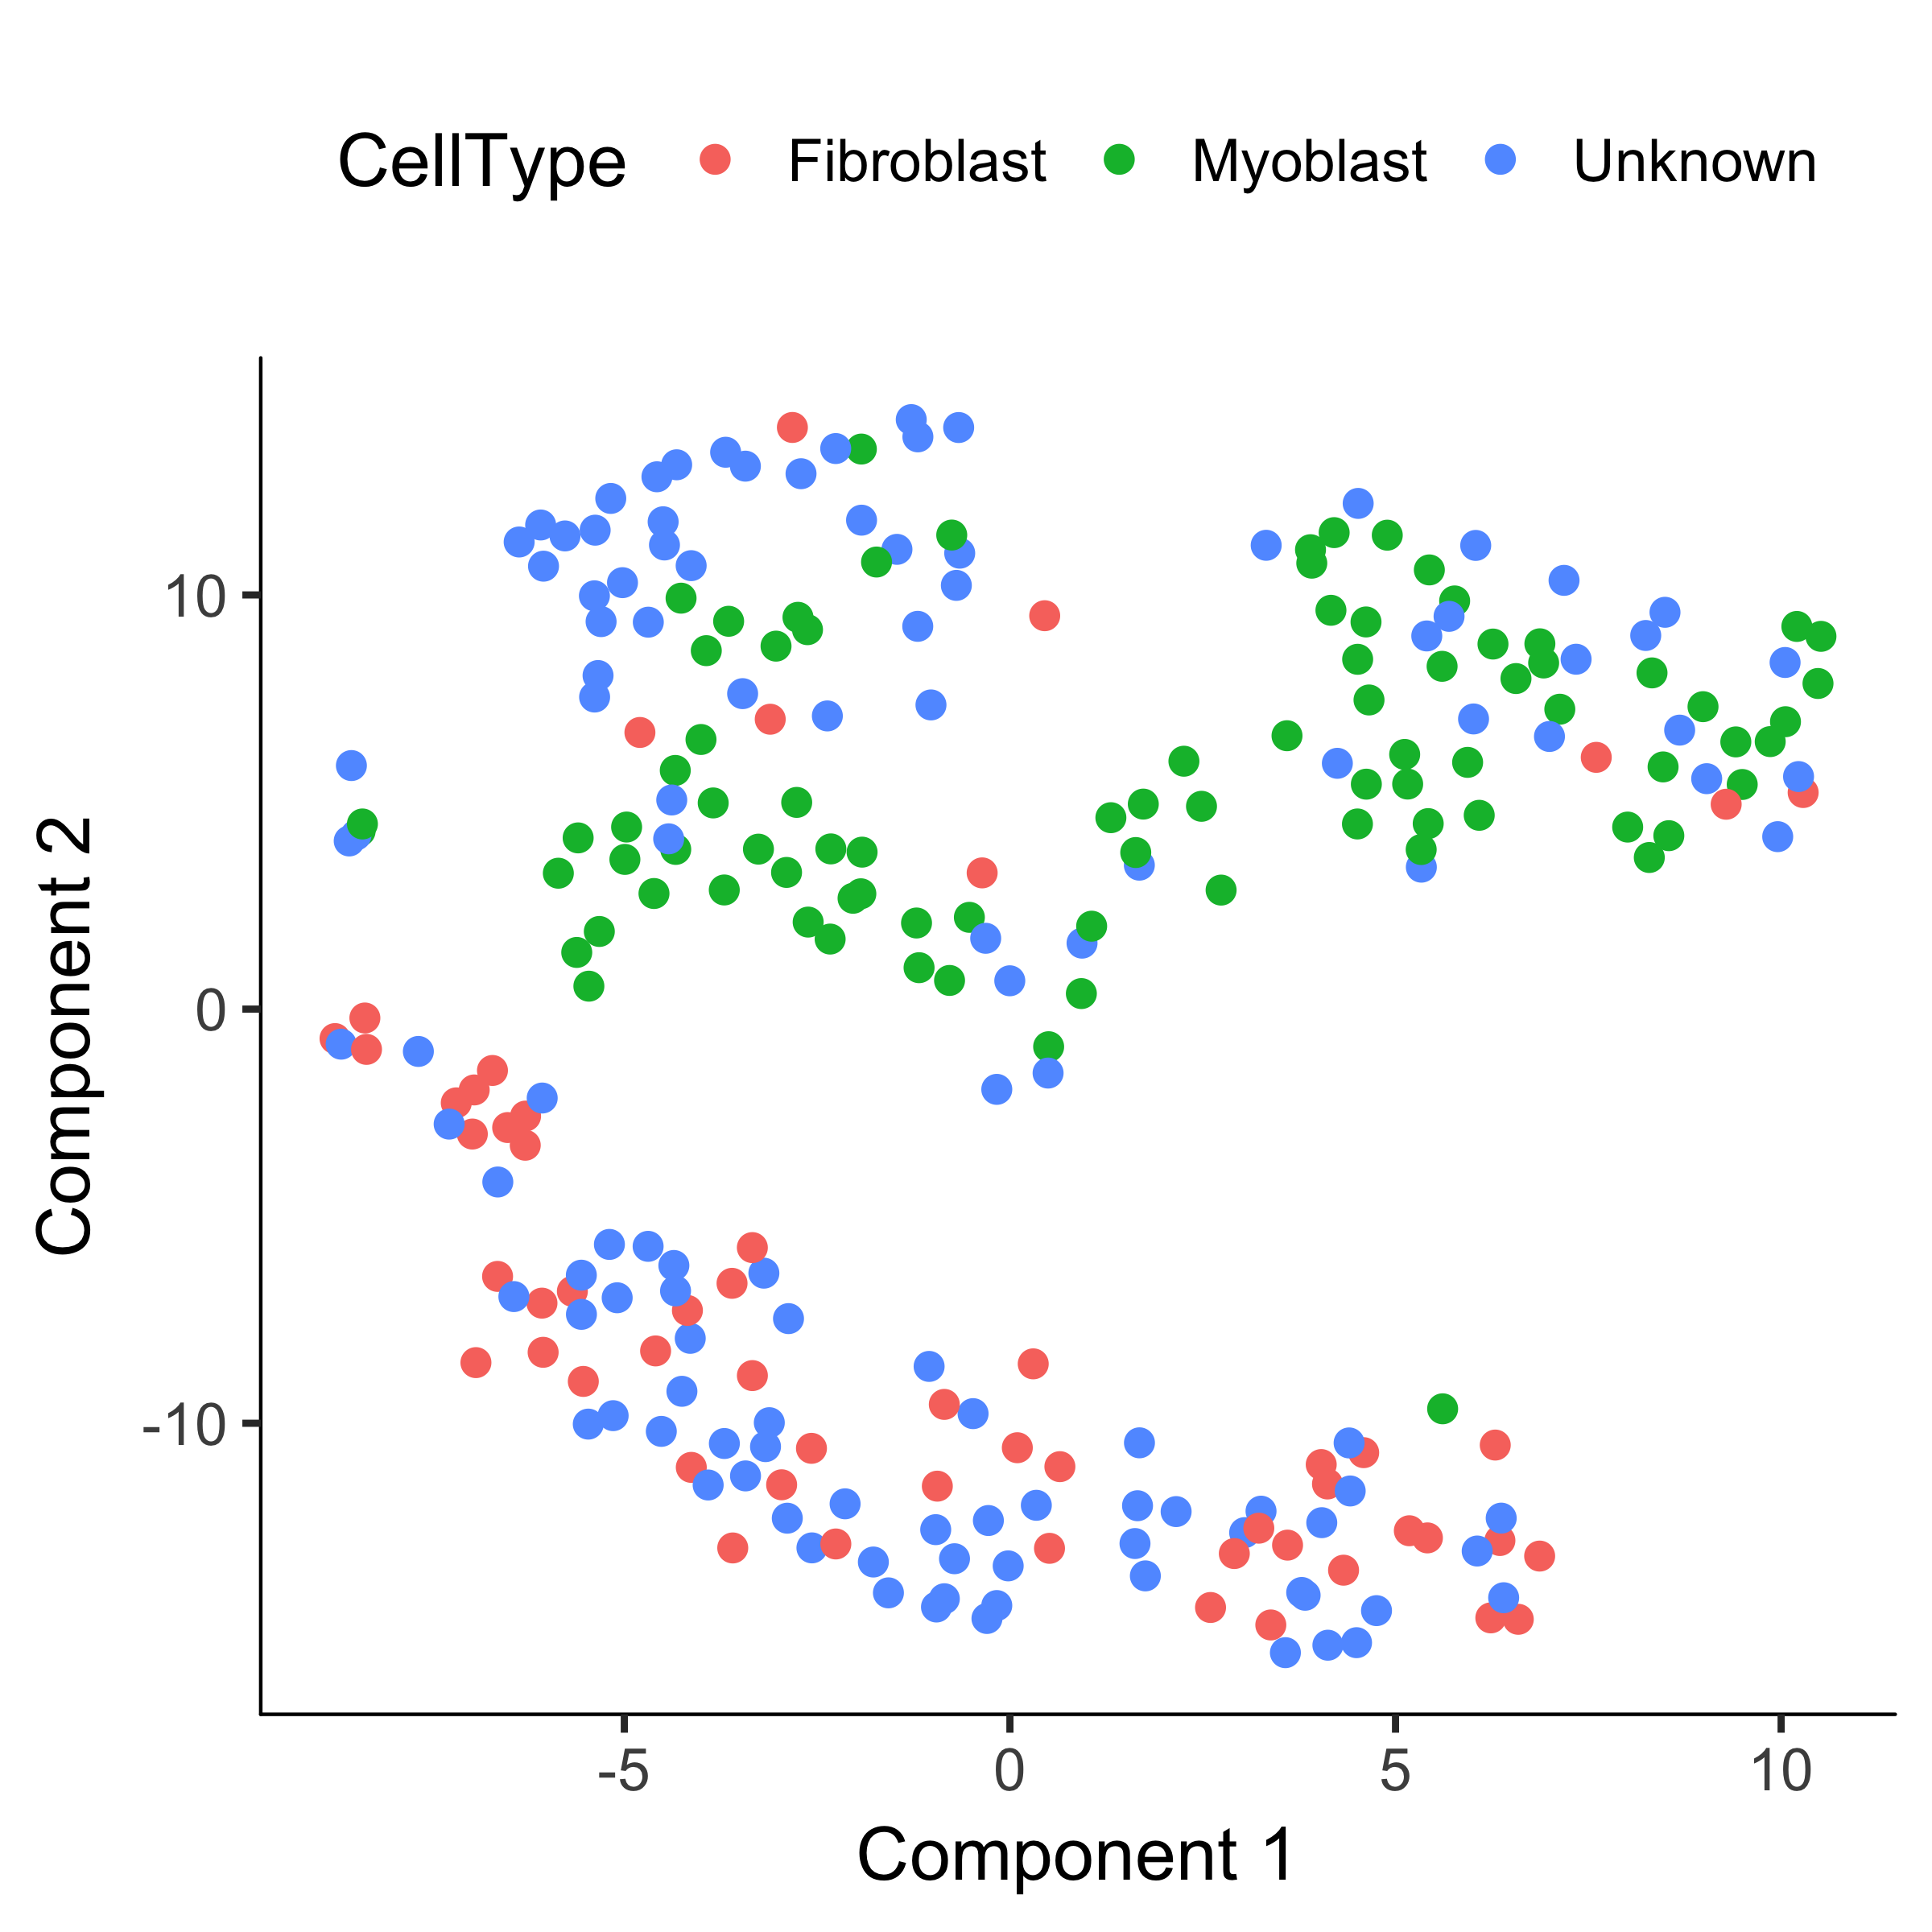 CellType Fibroblast Myoblast Unknown
10
0
-10
Component 2
-5 0 5 10
Component 1